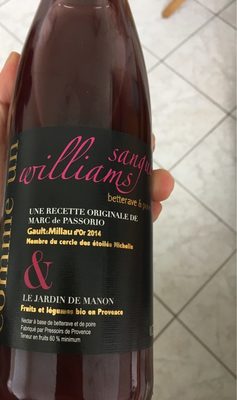 comme un
sangu
williams
betterave &
UNE RECETTE ORIGINALE DE
MARC de PASSORIO
Gault&Millau d'Or 2014
Membre du cercle des étoilés Michelin
&
LE JARDIN DE MANON
Fruits et légumes bio en Provence
Nectar à base de betterave et de poire
Fabriqué par Pressoirs de Provence
Teneur en fruits 60 % minimum